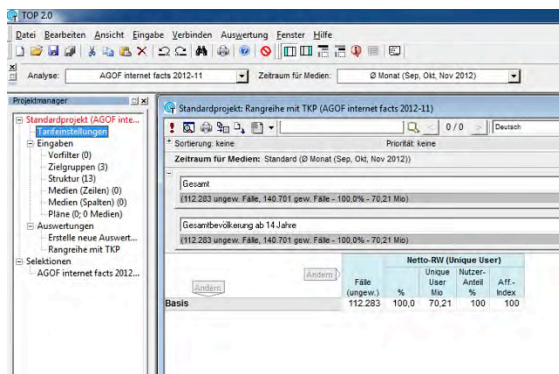 TOP 2.0
Datei Bearbeiten Ansicht Eingabe Verbinden Auswertung Fenster Hilfe
Analyse: AGOF internet facts 2012-11 Zeitraum für Medien: Ø Monat (Sep, Okt, Nov 2012)
Projektmanager
Standardprojekt (AGOF inte...
Tarifeinstellungen
Eingaben
Vorfilter (0)
Zielgruppen (3)
Struktur (13)
Medien (Zeilen) (0)
Medien (Spalten) (0)
Pläne (0; 0 Medien)
Auswertungen
Erstelle neue Auswert...
Rangreihe mit TKP
Selektionen
AGOF internet facts 2012...
Standardprojekt: Rangreihe mit TKP (AGOF internet facts 2012-11)
0 / 0 Deutsch
Sortierung: keine Priorität: keine
Zeitraum für Medien: Standard (Ø Monat (Sep, Okt, Nov 2012))
Gesamt
(112.283 ungew. Fälle, 140.701 gew. Fälle - 100,0% - 70,21 Mio)
Gesamtbevölkerung ab 14 Jahre
(112.283 ungew. Fälle, 140.701 gew. Fälle - 100,0% - 70,21 Mio)
Ändern
Ändern
Netto-RW (Unique User)
Fälle (ungew.) % Unique User Mio Nutzer-Anteil % Aff.-Index
Basis 112.283 100,0 70,21 100 100